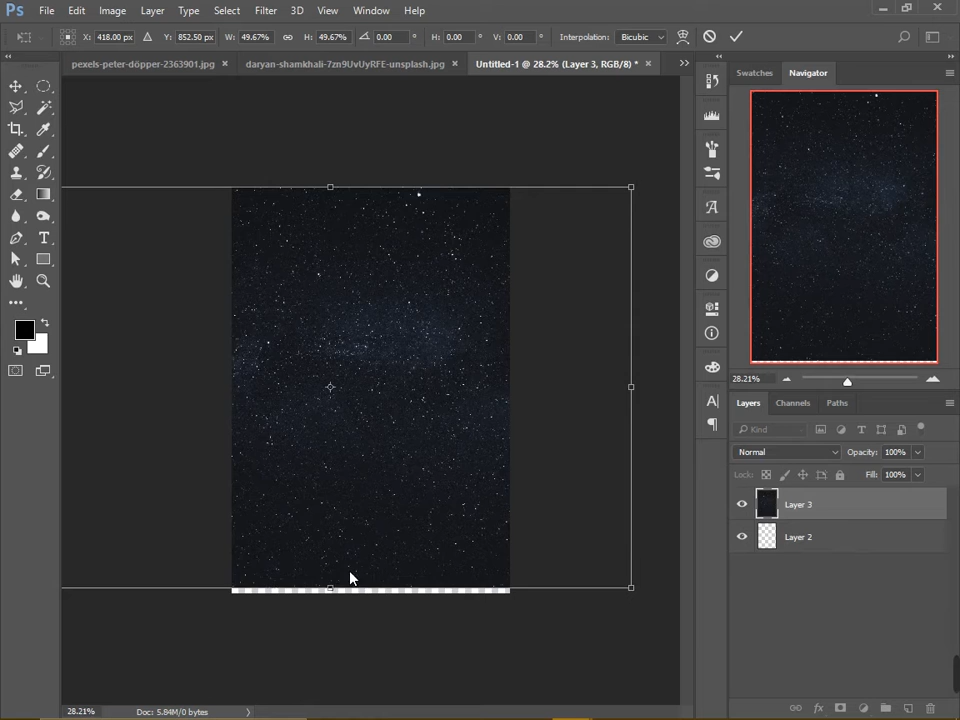 Ps File Edit Image Layer Type Select Filter 3D View Window Help
X: 418.00 px Y: 852.50 px W: 49.67% H: 49.67% 0.00 ° H: 0.00 ° V: 0.00 ° Interpolation: Bicubic
pexels-peter-döpper-2363901.jpg × daryan-shamkhali-7zn9UvUyRFE-unsplash.jpg × Untitled-1 @ 28.2% (Layer 3, RGB/8) * ×
Swatches Navigator
28.21%
Layers Channels Paths
Kind
Normal Opacity: 100%
Lock: Fill: 100%
Layer 3
Layer 2
28.21% Doc: 5.84M/0 bytes